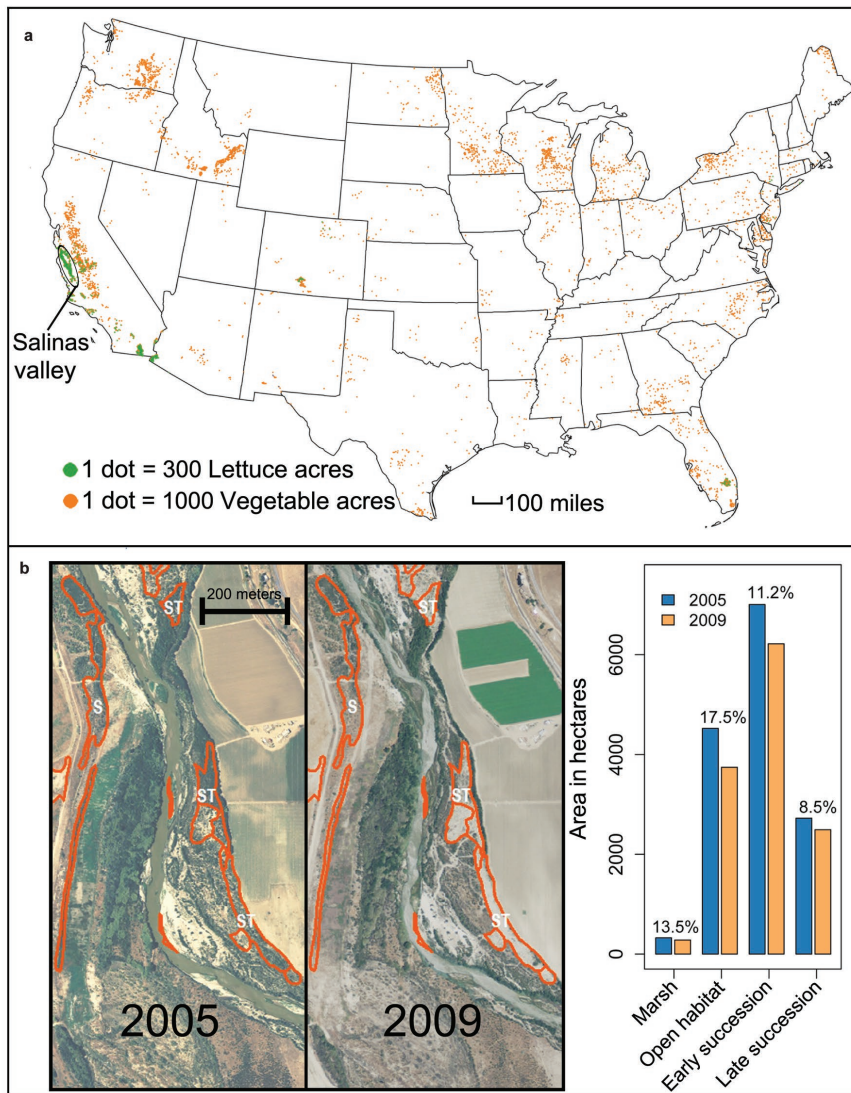 a
Salinas
valley
1 dot = 300 Lettuce acres
1 dot = 1000 Vegetable acres
100 miles
b
ST
200 meters
S
ST
ST
2005
ST
ST
ST
2009
Area in hectares
0
2000
4000
6000
2005
2009
13.5%
17.5%
11.2%
8.5%
Marsh
Open habitat
Early succession
Late succession